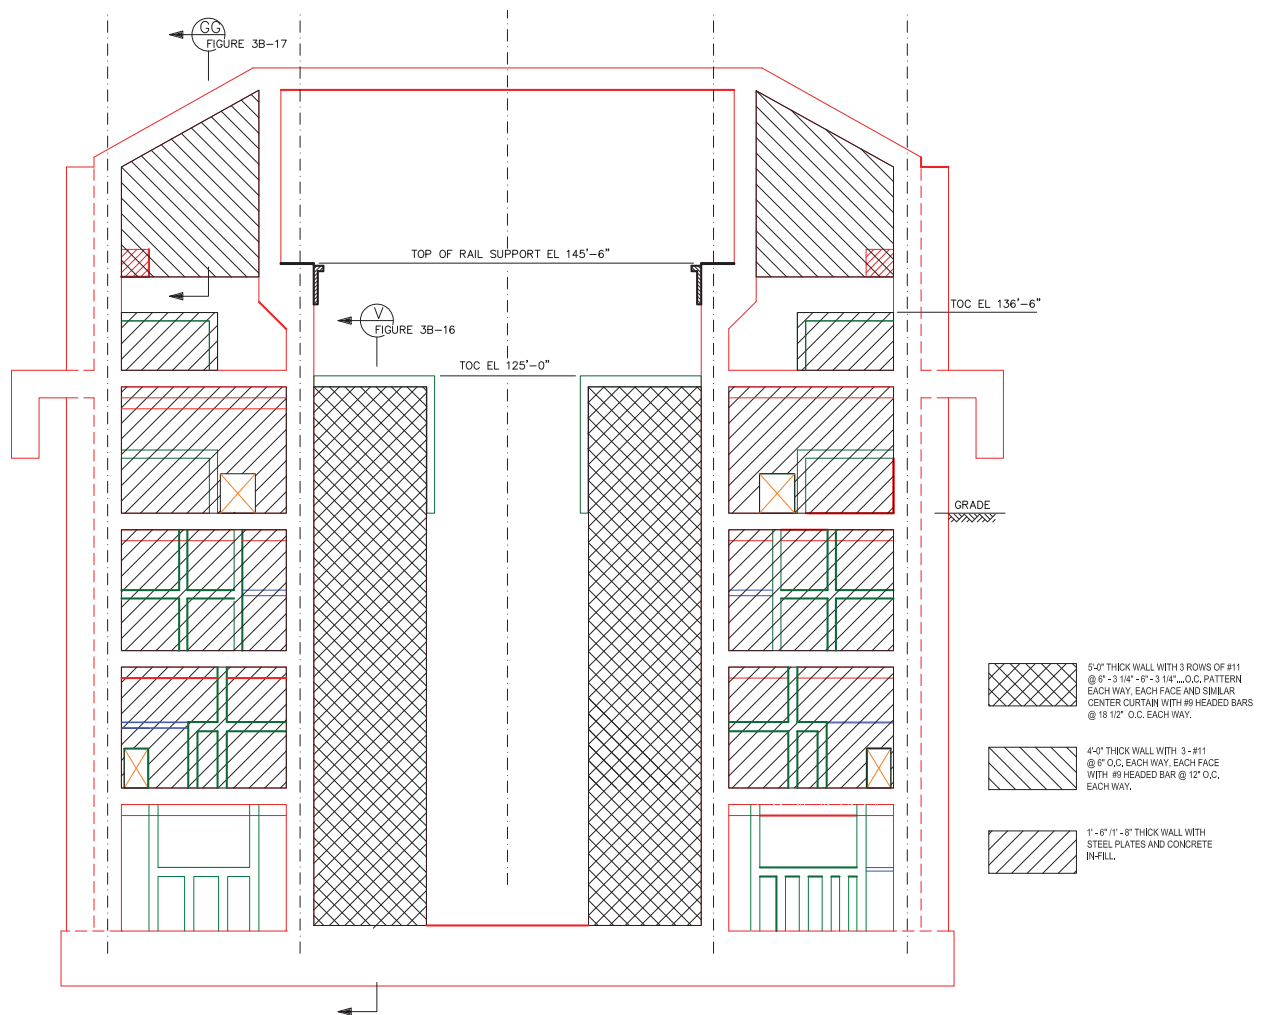 GG
FIGURE 3B-17
TOP OF RAIL SUPPORT EL 145'-6"
TOC EL 136'-6"
V
FIGURE 3B-16
TOC EL 125'-0"
GRADE
5'-0" THICK WALL WITH 3 ROWS OF #11
@ 6" - 3 1/4" - 6" - 3 1/4"....O.C. PATTERN
EACH WAY, EACH FACE AND SIMILAR
CENTER CURTAIN WITH #9 HEADED BARS
@ 18 1/2" O.C. EACH WAY.
4'-0" THICK WALL WITH 3 - #11
@ 6" O.C. EACH WAY, EACH FACE
WITH #9 HEADED BAR @ 12" O.C.
EACH WAY.
1' - 6" /1' - 8" THICK WALL WITH
STEEL PLATES AND CONCRETE
IN-FILL.